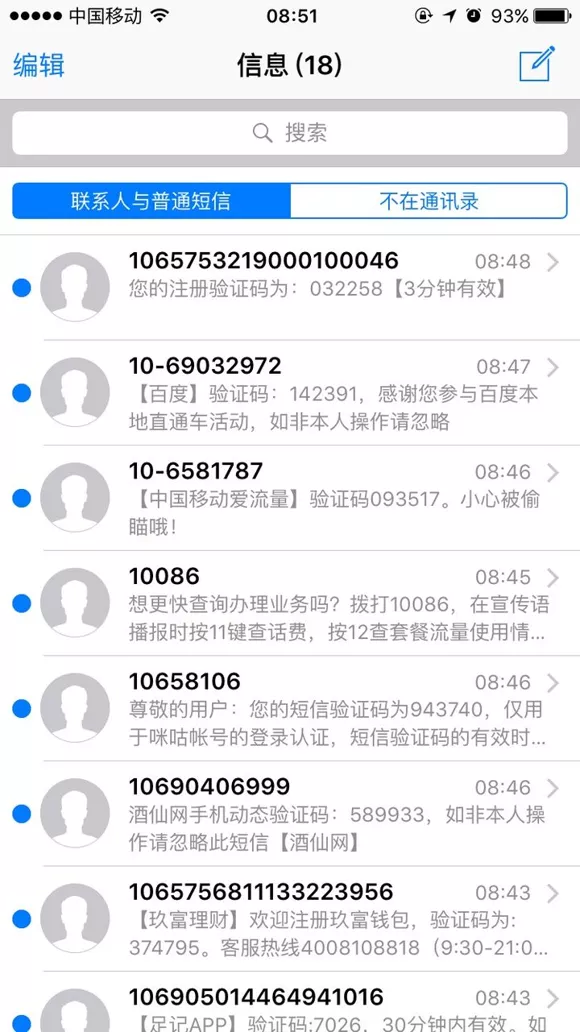 中国移动 08:51 93%
编辑 信息 (18)
搜索
联系人与普通短信 不在通讯录
1065753219000100046 08:48
您的注册验证码为：032258【3分钟有效】
10-69032972 08:47
【百度】验证码：142391，感谢您参与百度本
地直通车活动，如非本人操作请忽略
10-6581787 08:46
【中国移动爱流量】验证码093517。小心被偷
瞄哦！
10086 08:45
想更快查询办理业务吗？拨打10086，在宣传语
播报时按11键查话费，按12查套餐流量使用情...
10658106 08:46
尊敬的用户：您的短信验证码为943740，仅用
于咪咕帐号的登录认证，短信验证码的有效时...
10690406999 08:46
酒仙网手机动态验证码：589933，如非本人操
作请忽略此短信【酒仙网】
1065756811133223956 08:43
【玖富理财】欢迎注册玖富钱包，验证码为:
374795。客服热线4008108818（9:30-21:0...
106905014464941016 08:43
【足记APP】验证码:7026，30分钟内有效，如